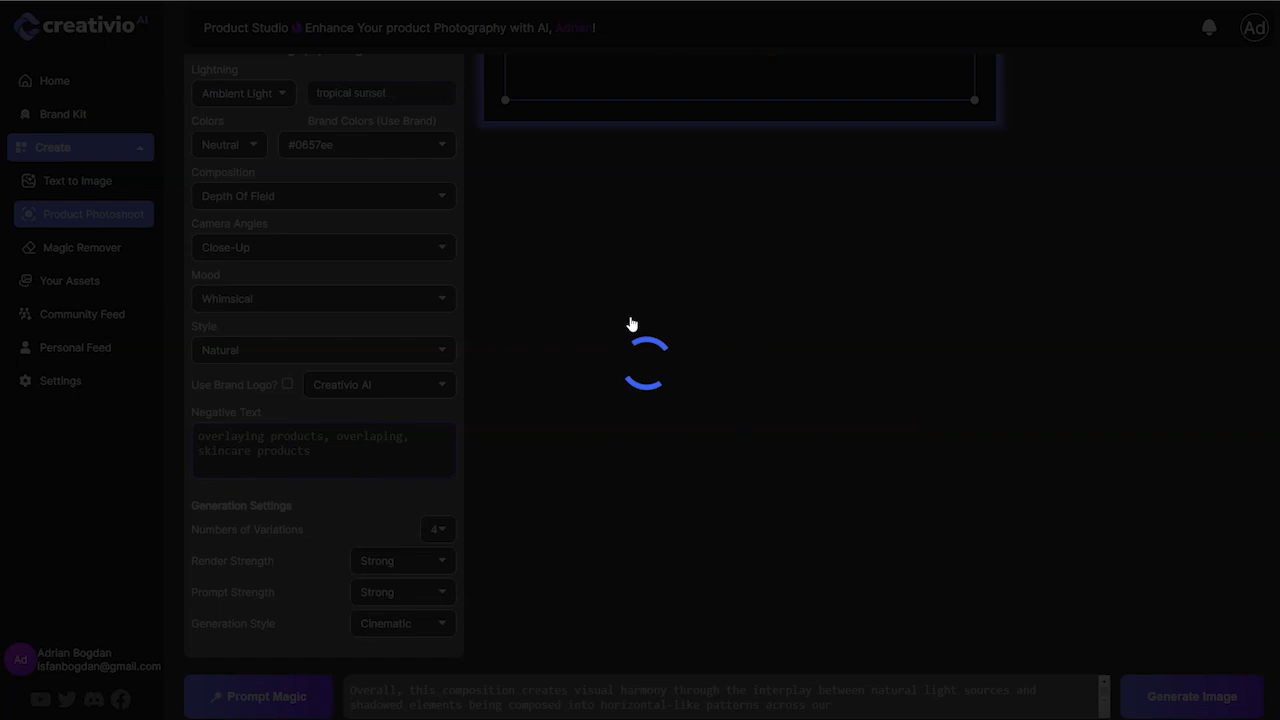 creativio AI
Product Studio Enhance Your product Photography with AI, Adrian!
Ad
Home
Brand Kit
Create
Text to Image
Product Photoshoot
Magic Remover
Your Assets
Community Feed
Personal Feed
Settings
Ad
Adrian Bogdan
isfanbogdan@gmail.com
Lightning
Ambient Light
tropical sunset
Colors
Brand Colors (Use Brand)
Neutral
#0657ee
Composition
Depth Of Fleid
Camera Angles
Close-Up
Mood
Whimsical
Style
Natural
Use Brand Logo?
Creativio AI
Negative Text
overlaying products, overlaping,
skincare products
Generation Settings
Numbers of Variations
4
Render Strength
Strong
Prompt Strength
Strong
Generation Style
Cinematic
Prompt Magic
Overall, this composition creates visual harmony through the interplay between natural light sources and
shadowed elements being composed into horizontal-like patterns across our
Generate Image